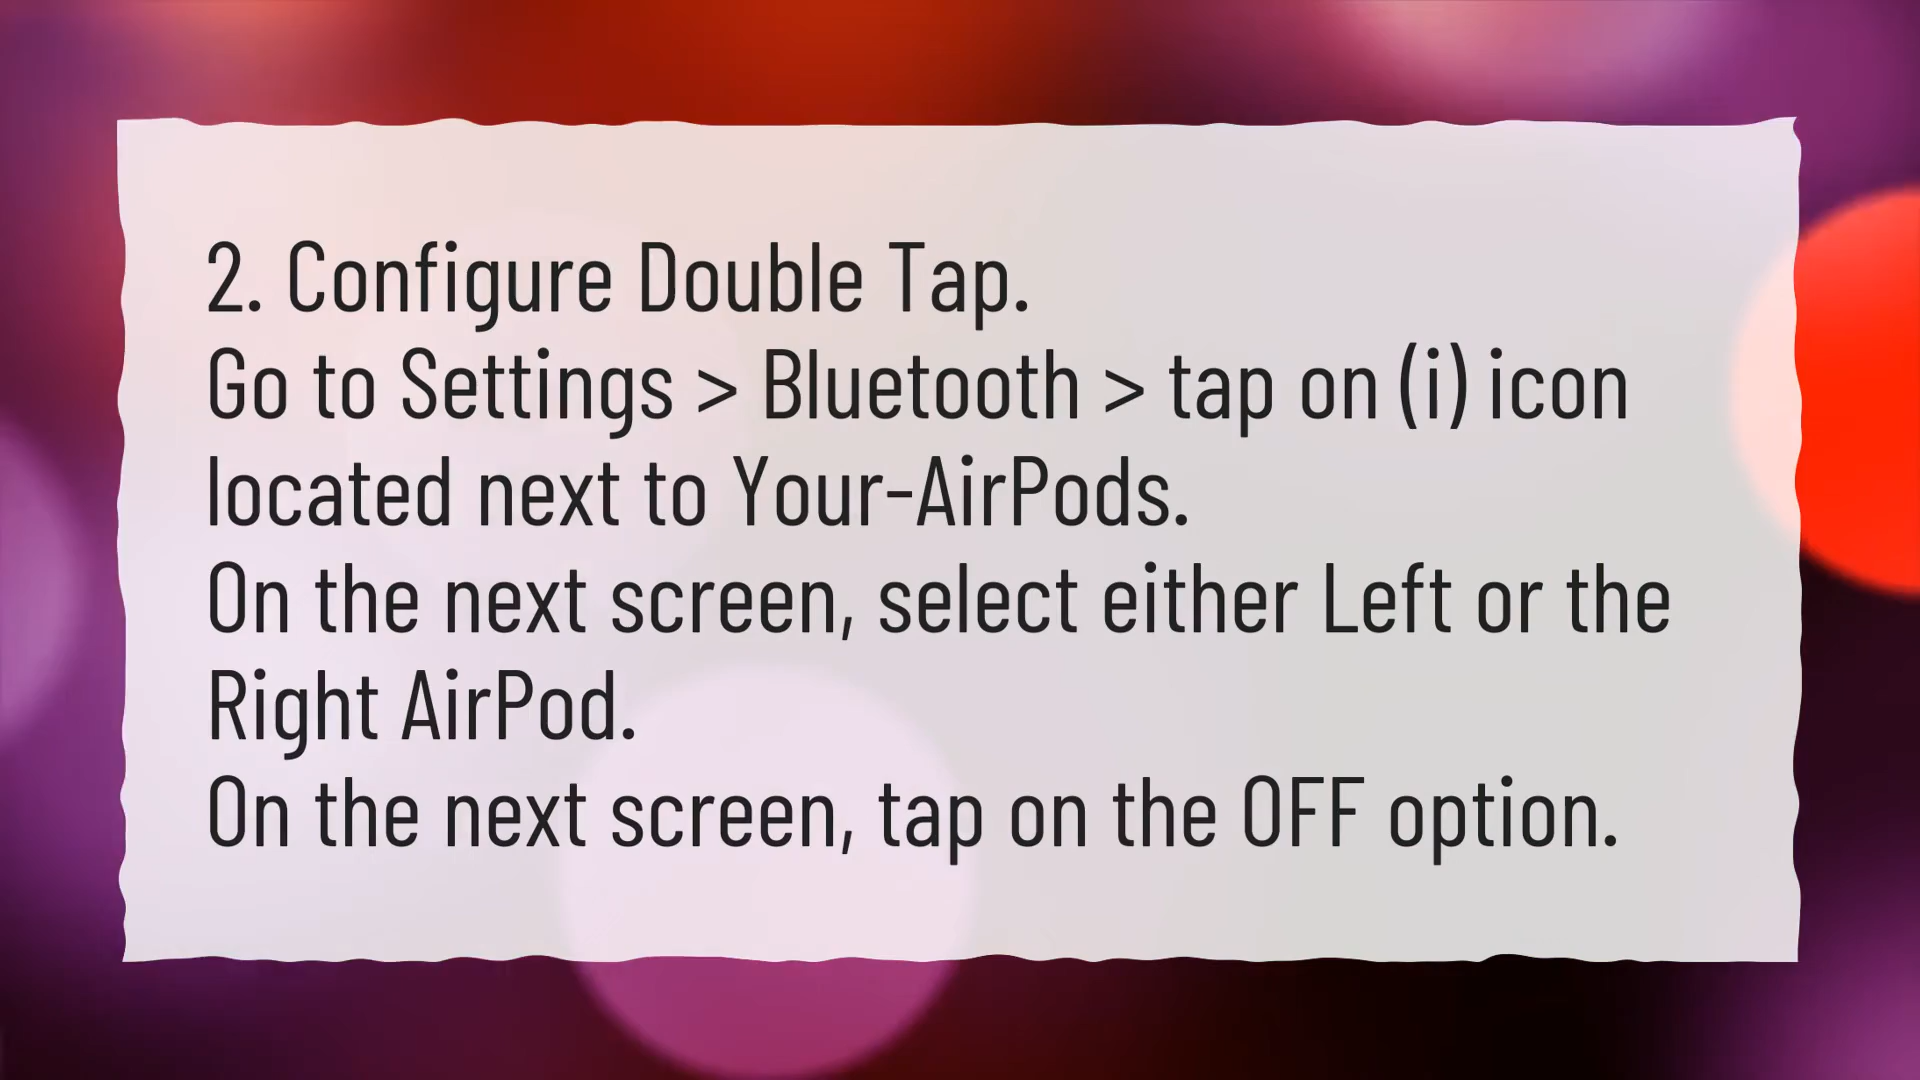 2. Configure Double Tap.
Go to Settings > Bluetooth > tap on (i) icon
located next to Your-AirPods.
On the next screen, select either Left or the
Right AirPod.
On the next screen, tap on the OFF option.